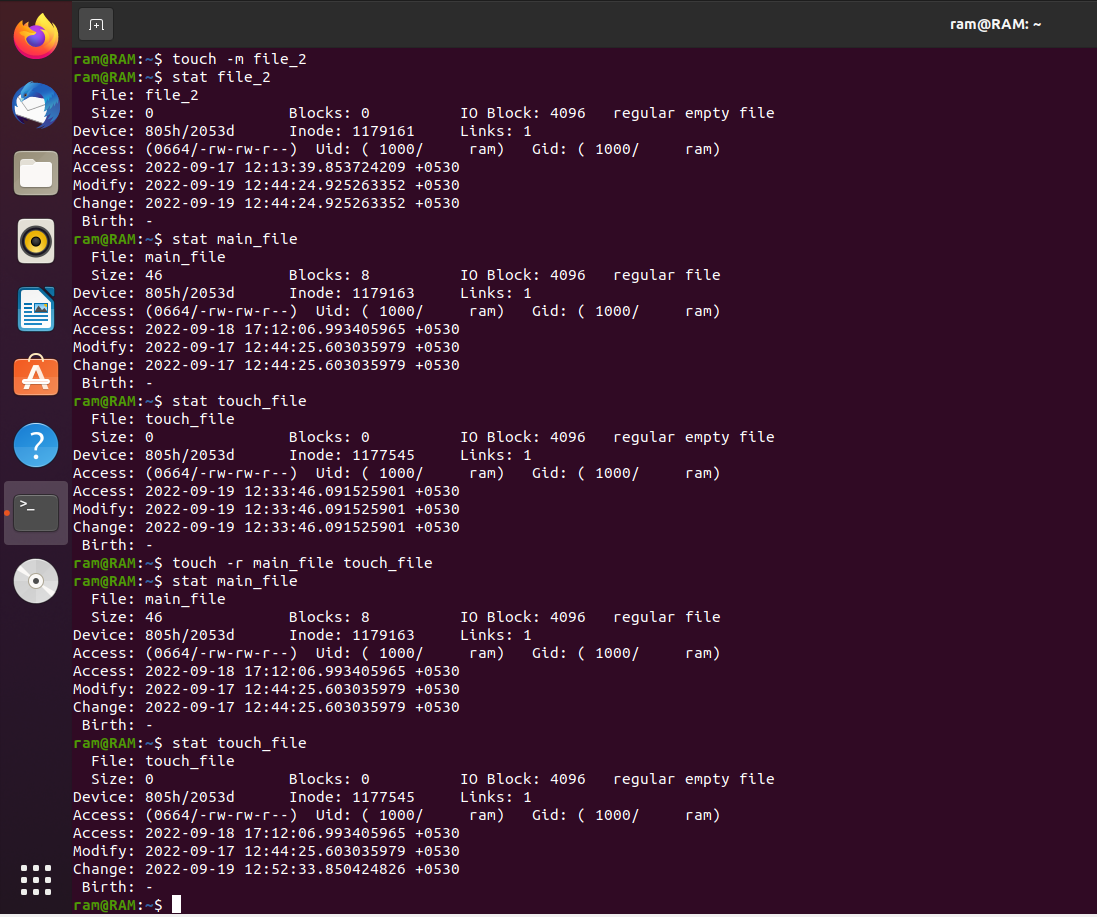 ram@RAM: ~
ram@RAM:~$ touch -m file_2
ram@RAM:~$ stat file_2
  File: file_2
  Size: 0               Blocks: 0          IO Block: 4096   regular empty file
Device: 805h/2053d      Inode: 1179161     Links: 1
Access: (0664/-rw-rw-r--)  Uid: ( 1000/     ram)   Gid: ( 1000/     ram)
Access: 2022-09-17 12:13:39.853724209 +0530
Modify: 2022-09-19 12:44:24.925263352 +0530
Change: 2022-09-19 12:44:24.925263352 +0530
 Birth: -
ram@RAM:~$ stat main_file
  File: main_file
  Size: 46              Blocks: 8          IO Block: 4096   regular file
Device: 805h/2053d      Inode: 1179163     Links: 1
Access: (0664/-rw-rw-r--)  Uid: ( 1000/     ram)   Gid: ( 1000/     ram)
Access: 2022-09-18 17:12:06.993405965 +0530
Modify: 2022-09-17 12:44:25.603035979 +0530
Change: 2022-09-17 12:44:25.603035979 +0530
 Birth: -
ram@RAM:~$ stat touch_file
  File: touch_file
  Size: 0               Blocks: 0          IO Block: 4096   regular empty file
Device: 805h/2053d      Inode: 1177545     Links: 1
Access: (0664/-rw-rw-r--)  Uid: ( 1000/     ram)   Gid: ( 1000/     ram)
Access: 2022-09-19 12:33:46.091525901 +0530
Modify: 2022-09-19 12:33:46.091525901 +0530
Change: 2022-09-19 12:33:46.091525901 +0530
 Birth: -
ram@RAM:~$ touch -r main_file touch_file
ram@RAM:~$ stat main_file
  File: main_file
  Size: 46              Blocks: 8          IO Block: 4096   regular file
Device: 805h/2053d      Inode: 1179163     Links: 1
Access: (0664/-rw-rw-r--)  Uid: ( 1000/     ram)   Gid: ( 1000/     ram)
Access: 2022-09-18 17:12:06.993405965 +0530
Modify: 2022-09-17 12:44:25.603035979 +0530
Change: 2022-09-17 12:44:25.603035979 +0530
 Birth: -
ram@RAM:~$ stat touch_file
  File: touch_file
  Size: 0               Blocks: 0          IO Block: 4096   regular empty file
Device: 805h/2053d      Inode: 1177545     Links: 1
Access: (0664/-rw-rw-r--)  Uid: ( 1000/     ram)   Gid: ( 1000/     ram)
Access: 2022-09-18 17:12:06.993405965 +0530
Modify: 2022-09-17 12:44:25.603035979 +0530
Change: 2022-09-19 12:52:33.850424826 +0530
 Birth: -
ram@RAM:~$